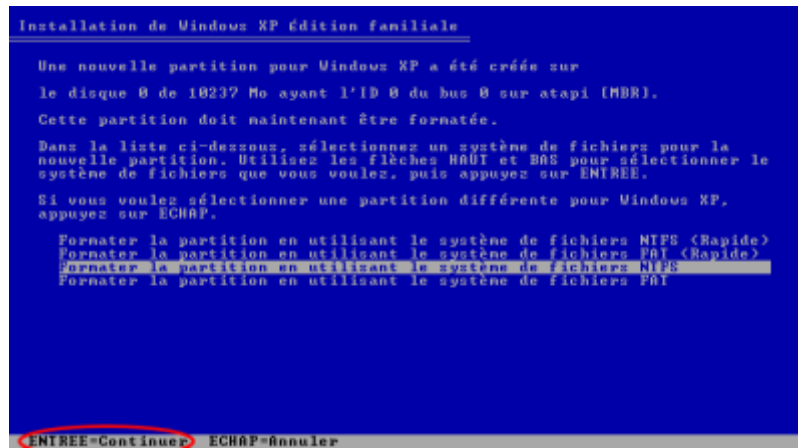 Installation de Windows XP Édition familiale
Une nouvelle partition pour Windows XP a été créée sur
le disque 0 de 10237 Mo ayant l'ID 0 du bus 0 sur atapi [MBR].
Cette partition doit maintenant être formatée.
Dans la liste ci-dessous, sélectionnez un système de fichiers pour la
nouvelle partition. Utilisez les flèches HAUT et BAS pour sélectionner le
système de fichiers que vous voulez, puis appuyez sur ENTREE.
Si vous voulez sélectionner une partition différente pour Windows XP,
appuyez sur ECHAP.
Formater la partition en utilisant le système de fichiers NTFS (Rapide)
Formater la partition en utilisant le système de fichiers FAT (Rapide)
Formater la partition en utilisant le système de fichiers NTFS
Formater la partition en utilisant le système de fichiers FAT
ENTREE=Continuer ECHAP=Annuler